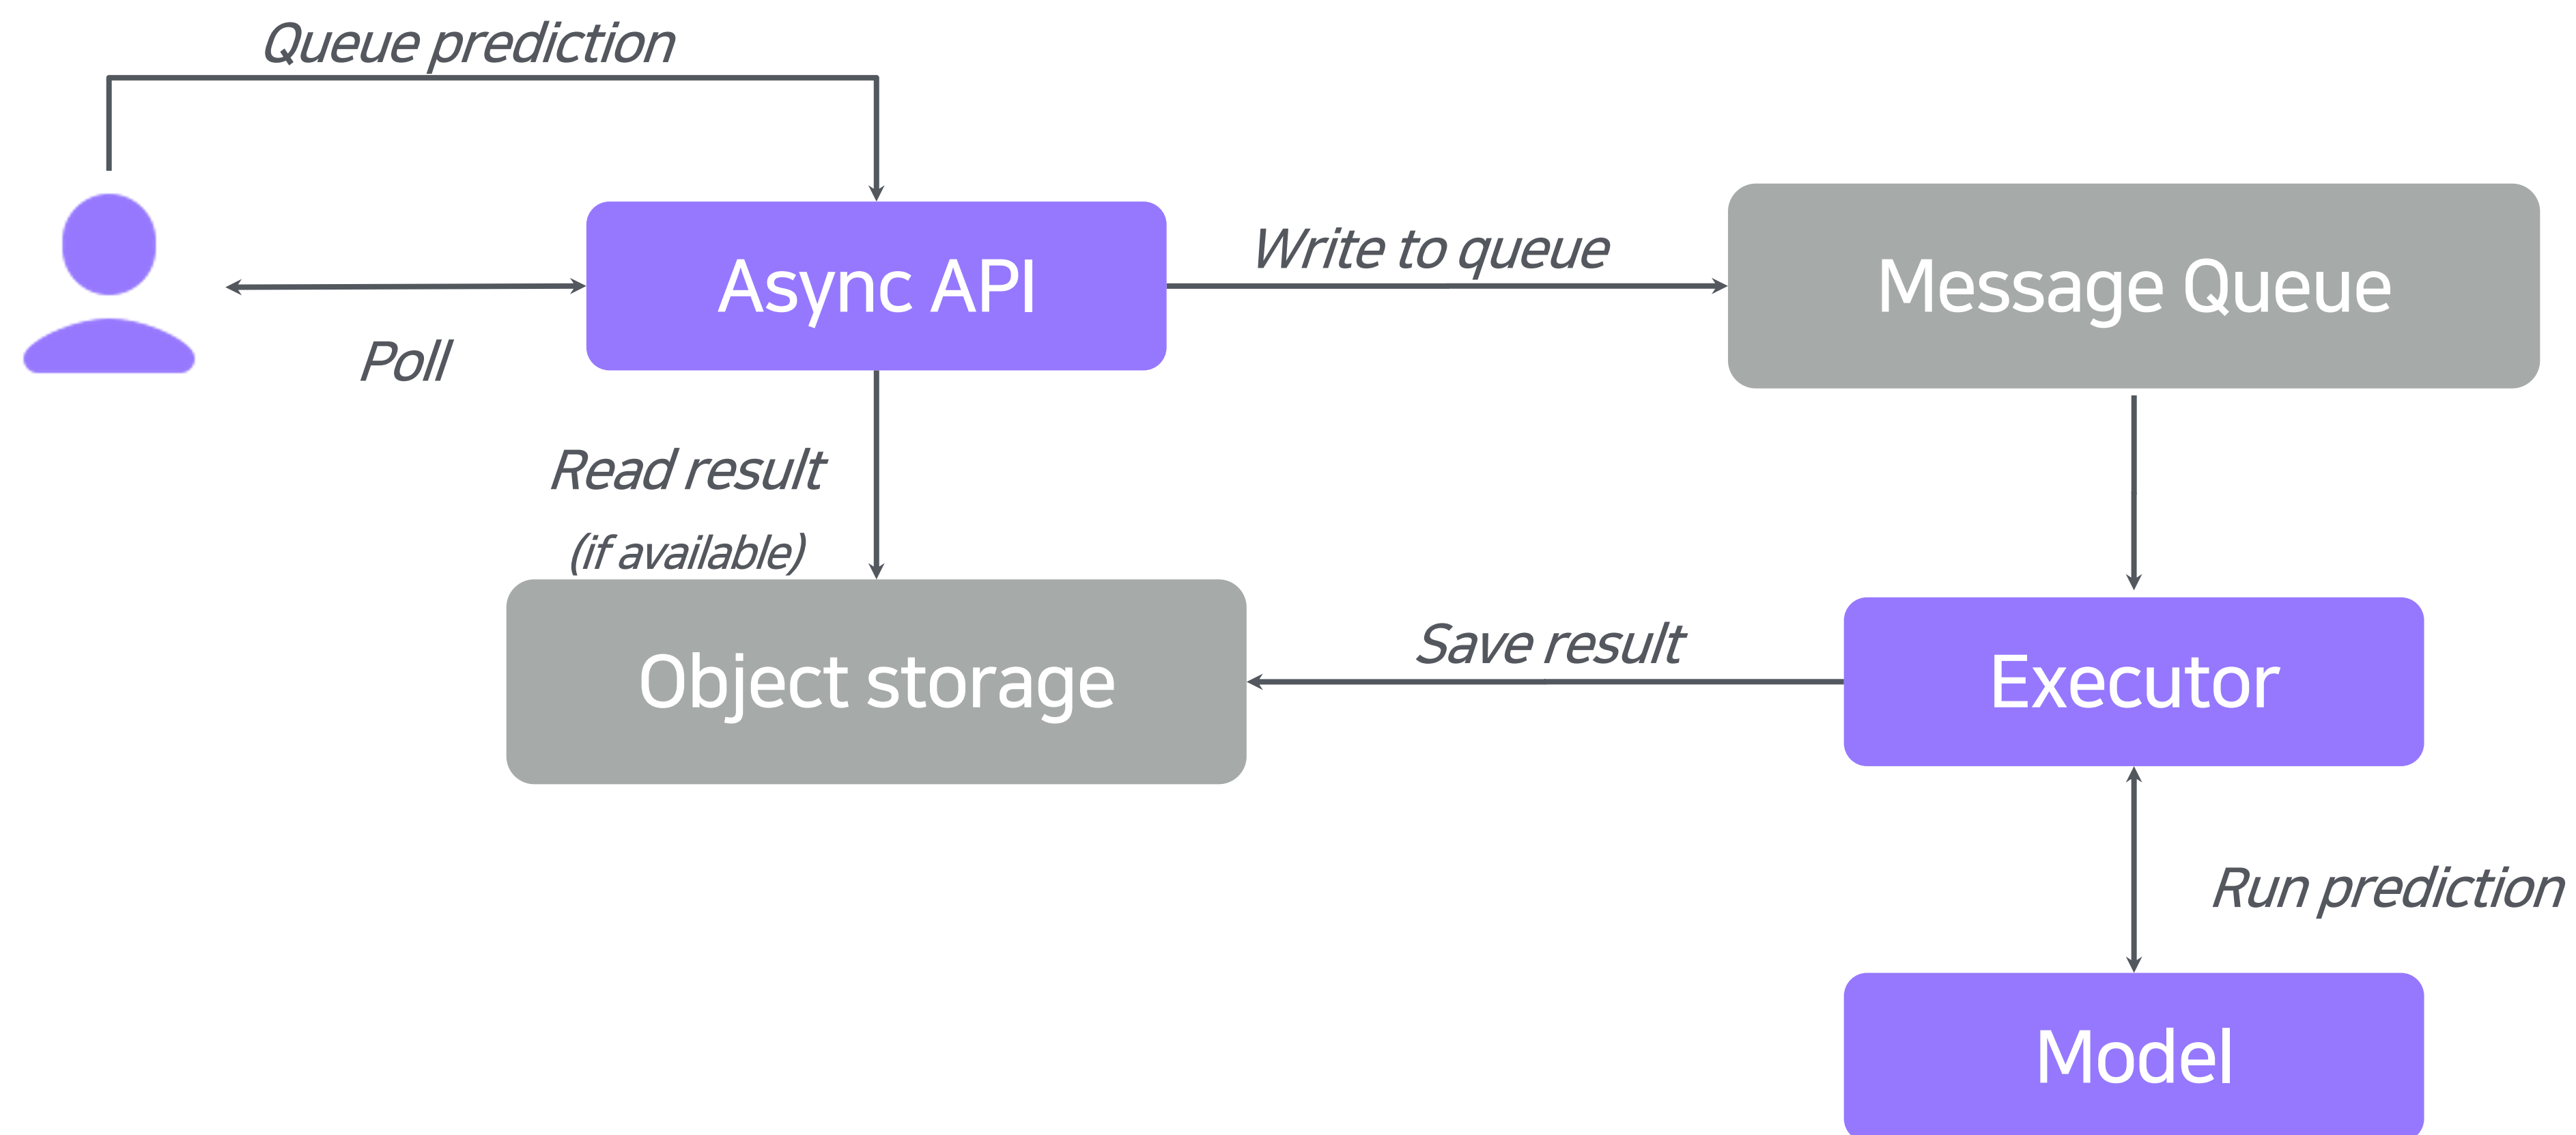 Queue prediction
Async API
Write to queue
Message Queue
Poll
Read result
(if available)
Object storage
Save result
Executor
Run prediction
Model